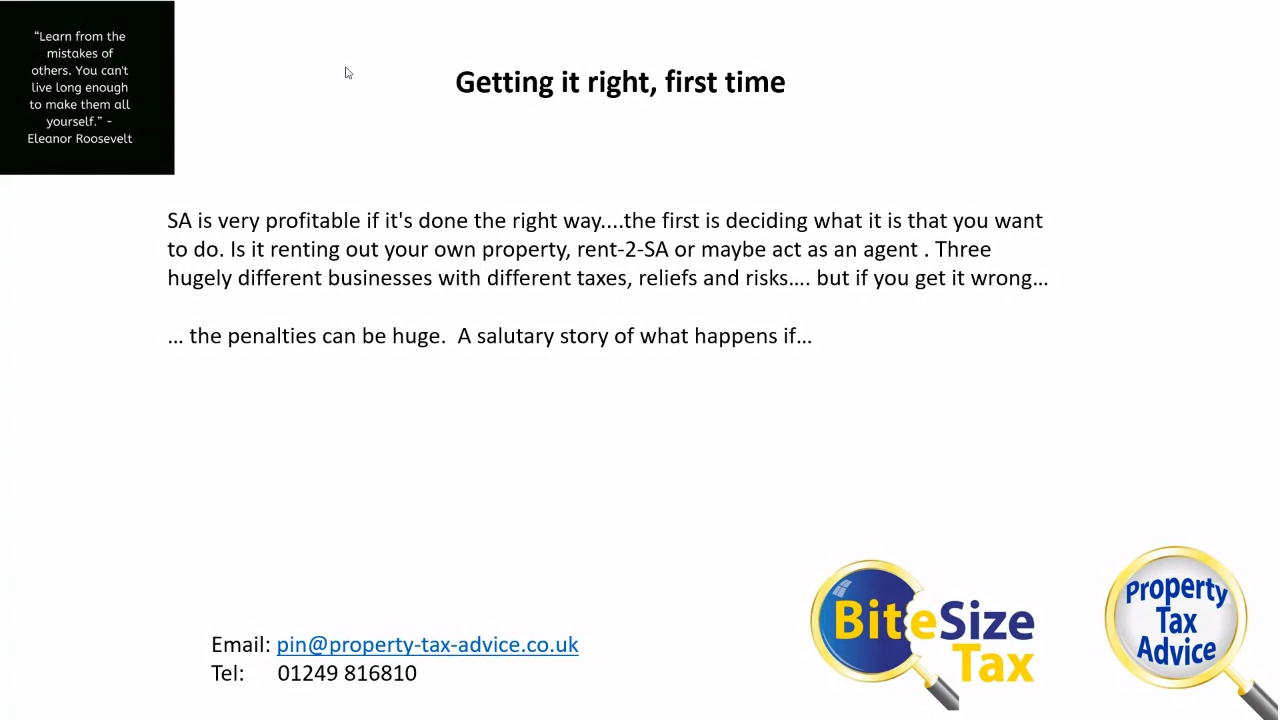 “Learn from the
mistakes of
others. You can't
live long enough
to make them all
yourself.” -
Eleanor Roosevelt
Getting it right, first time
SA is very profitable if it's done the right way....the first is deciding what it is that you want
to do. Is it renting out your own property, rent-2-SA or maybe act as an agent . Three
hugely different businesses with different taxes, reliefs and risks…. but if you get it wrong…
… the penalties can be huge.  A salutary story of what happens if…
Email: pin@property-tax-advice.co.uk
Tel: 01249 816810
BiteSize
Tax
Property
Tax
Advice